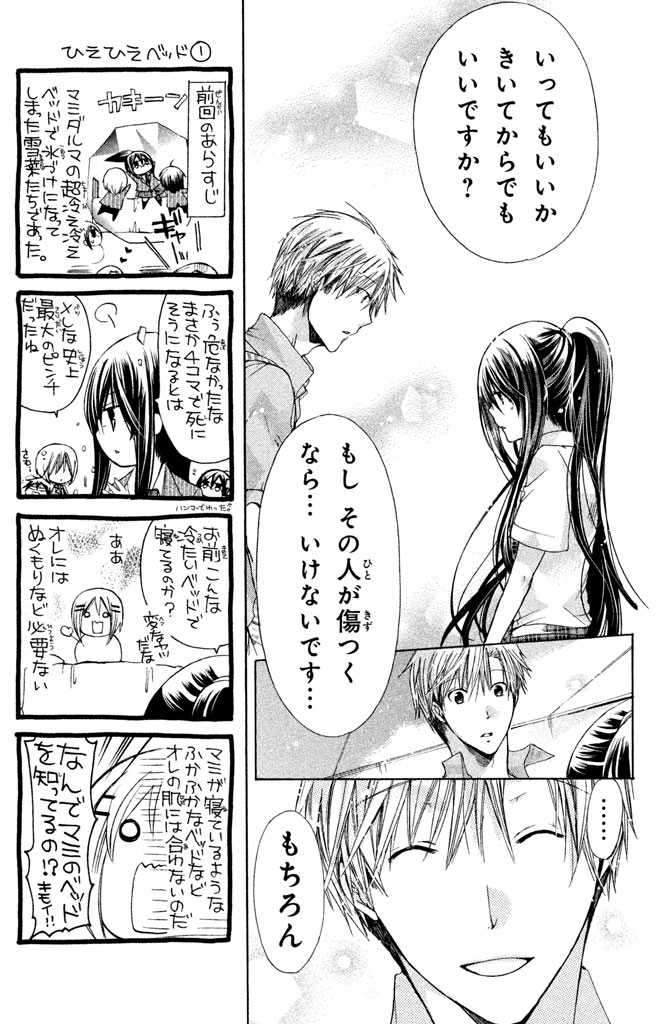 いってもいいか
きいてからでも
いいですか?
もし その人が傷つく
なら… いけないです…
……
もちろん
ひえひえベッド①
前回のあらすじ
カキーン
マミダルマの超冷え冷え
ベッドで氷づけになって
しまった雪菜たちであった。
ギャー
ふぅ危なかったな
まさか4コマで死に
そうになるとは
メしな史上
最大のピンチ
だったね
さむっ
ハンマーでわった
お前こんな
冷たいベッドで
寝てるのか?
変なヤツ
だな
ああ
オレには
ぬくもりなど
必要ない
マミが寝ているような
ふかふかなベッドなど
オレの肌には合わないのだ
なんでマミのベッド
を知ってるの!?
キモイ!!